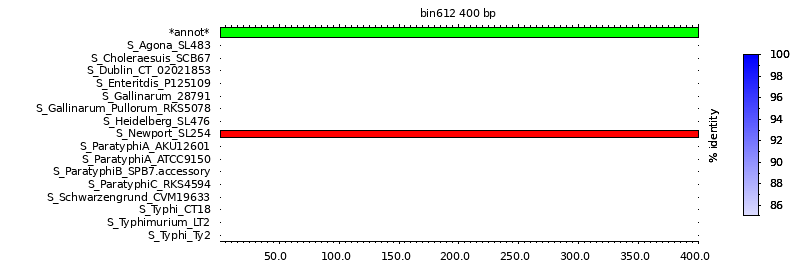 bin612 400 bp
*annot*
S_Agona_SL483
S_Choleraesuis_SCB67
S_Dublin_CT_02021853
S_Enteritdis_P125109
S_Gallinarum_28791
S_Gallinarum_Pullorum_RKS5078
S_Heidelberg_SL476
S_Newport_SL254
S_ParatyphiA_AKU12601
S_ParatyphiA_ATCC9150
S_ParatyphiB_SPB7.accessory
S_ParatyphiC_RKS4594
S_Schwarzengrund_CVM19633
S_Typhi_CT18
S_Typhimurium_LT2
S_Typhi_Ty2
50.0 100.0 150.0 200.0 250.0 300.0 350.0 400.0
% identity
100
98
96
94
92
90
88
86